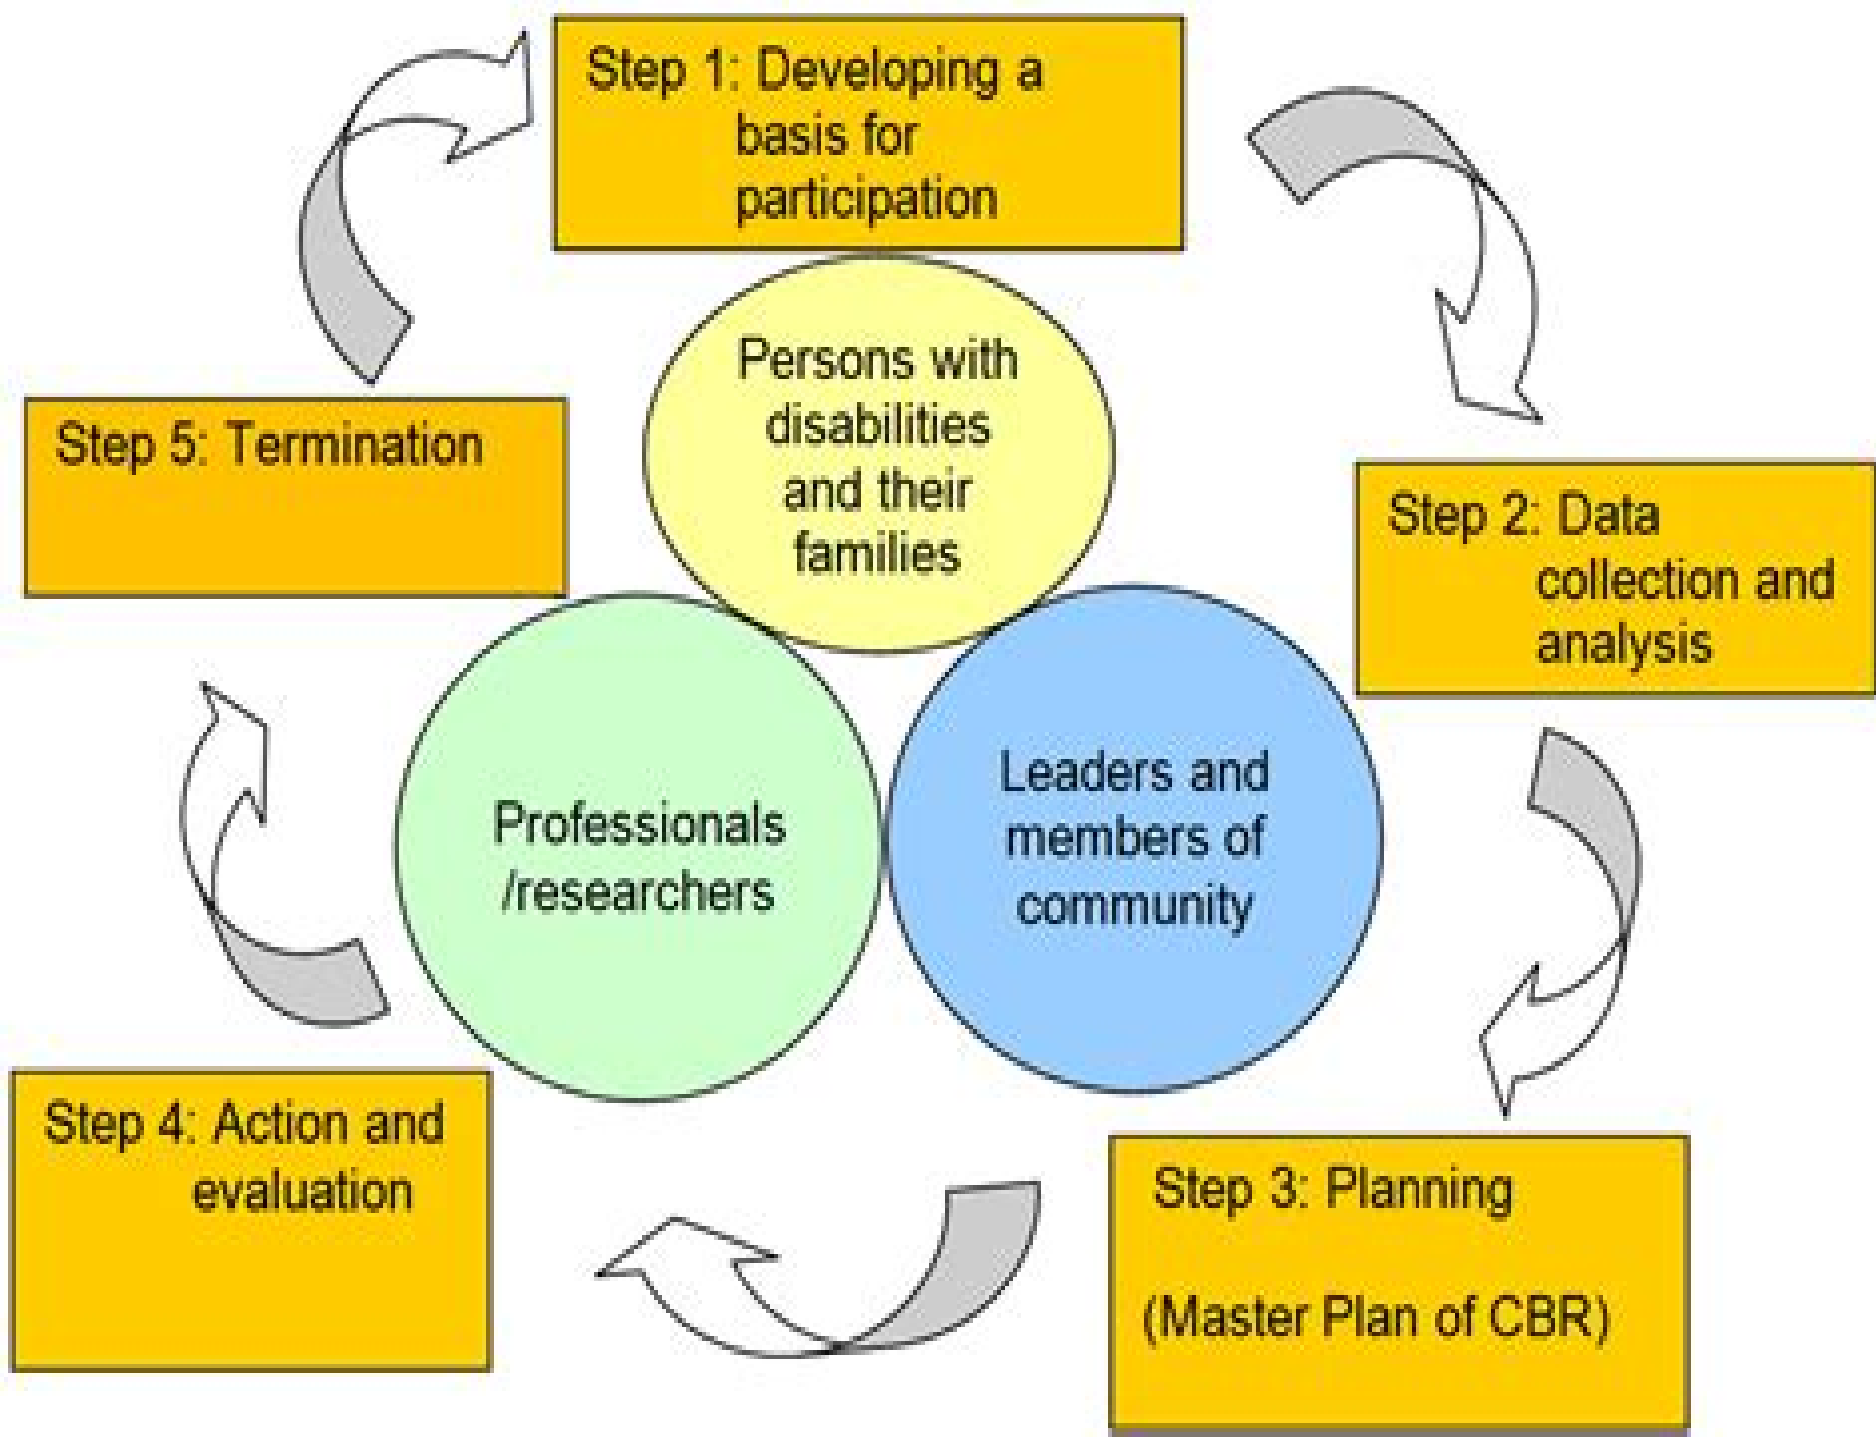 Step 1: Developing a
basis for
participation
Persons with
disabilities
and their
families
Step 5: Termination
Step 2: Data
collection and
analysis
Professionals
/researchers
Leaders and
members of
community
Step 4: Action and
evaluation
Step 3: Planning
(Master Plan of CBR)